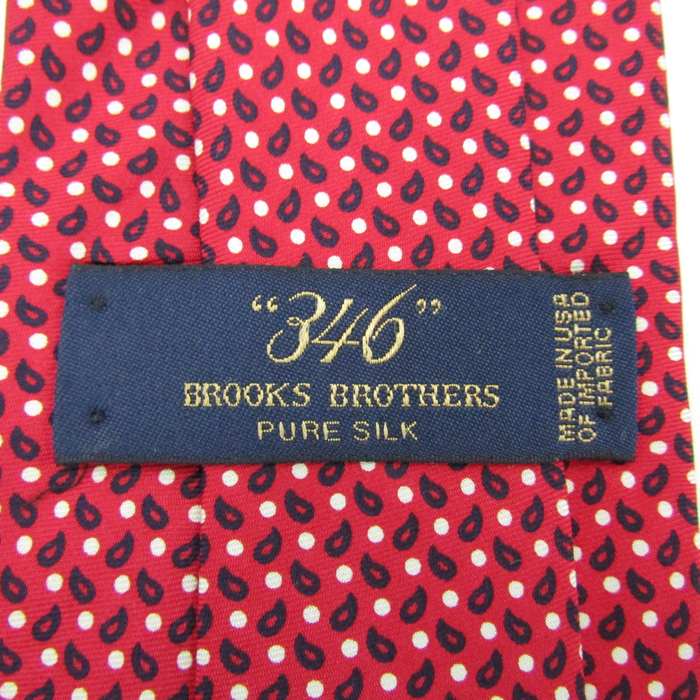 “346”
BROOKS BROTHERS
PURE SILK
MADE IN USA
OF IMPORTED
FABRIC